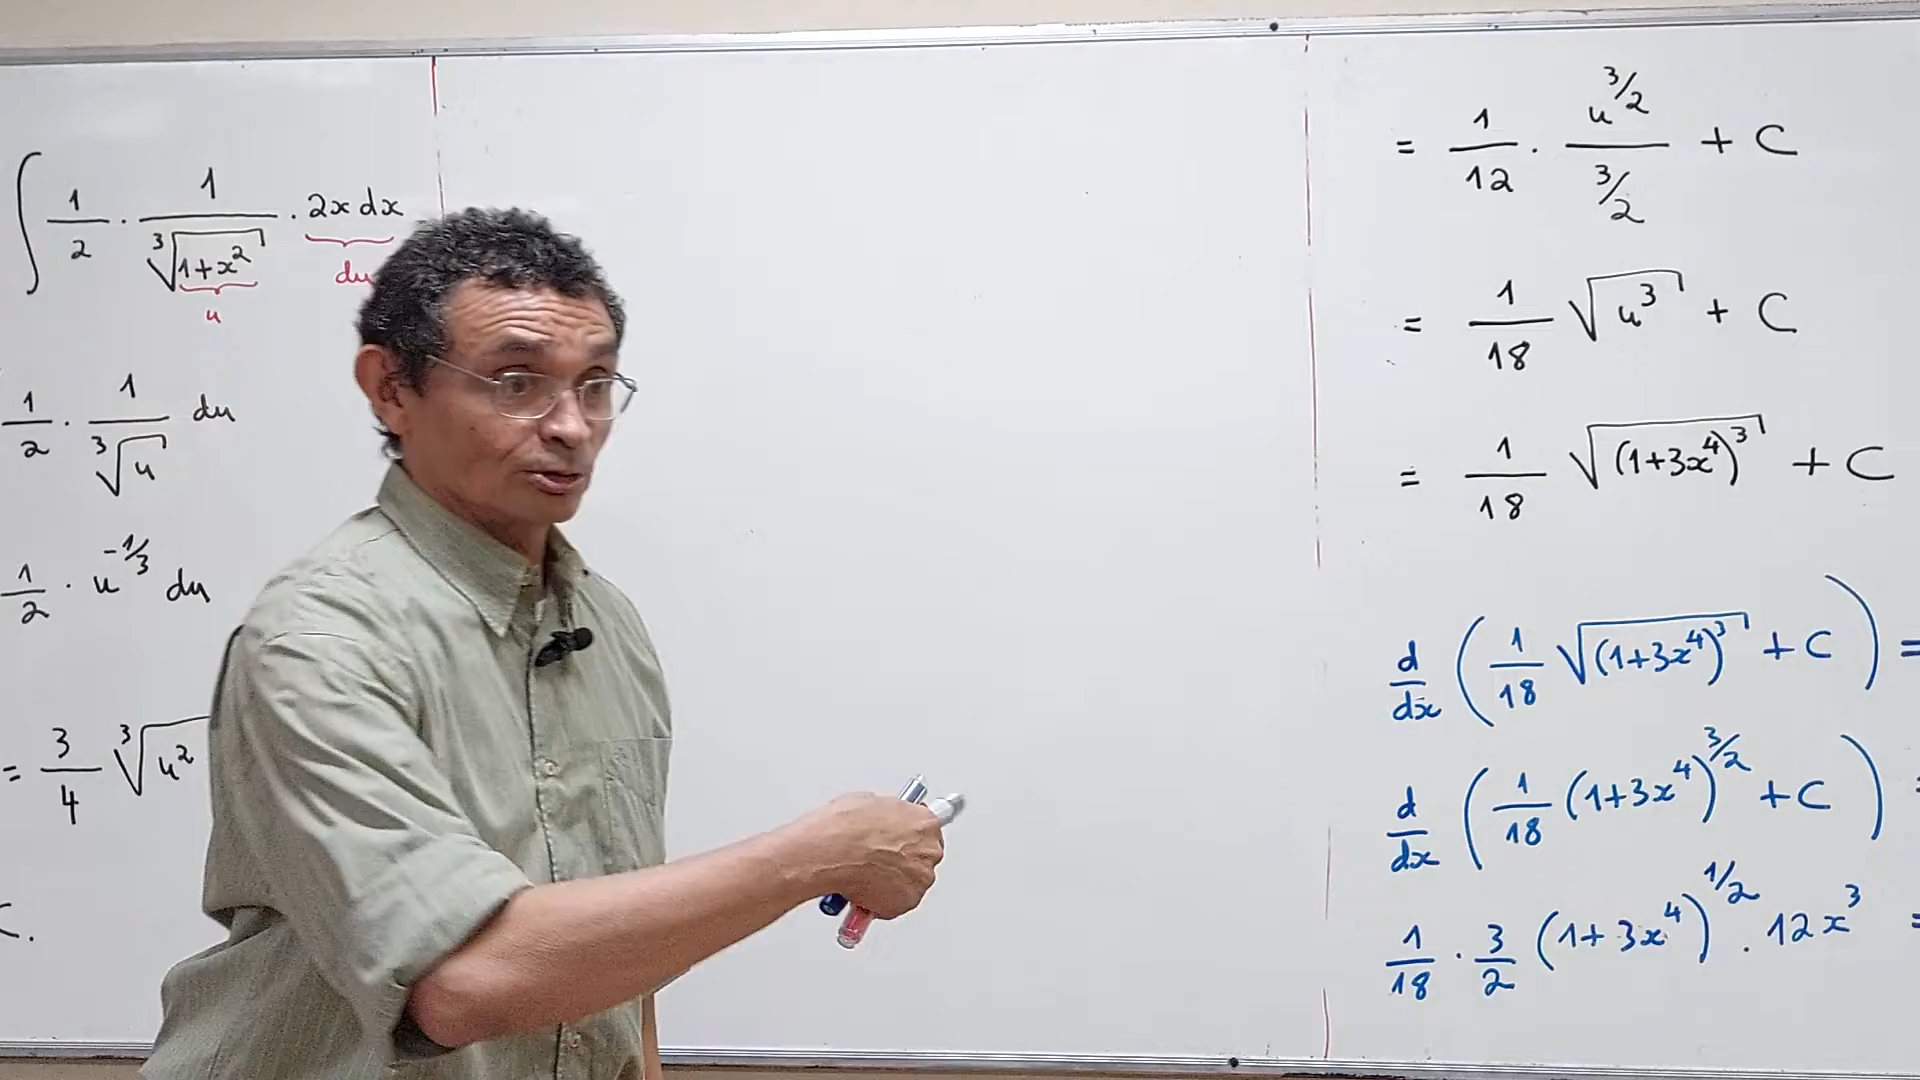 ∫ 1/2 · 1/∛(1+x²) · 2x dx
u du
1/2 · 1/∛u du
1/2 · u^(-1/3) du
= 3/4 ∛(u²)
C.
= 1/12 · u^(3/2)/(3/2) + C
= 1/18 √(u³) + C
= 1/18 √((1+3x⁴)³) + C
d/dx (1/18 √((1+3x⁴)³) + C) =
d/dx (1/18 (1+3x⁴)^(3/2) + C) =
1/18 · 3/2 (1+3x⁴)^(1/2) · 12x³ =